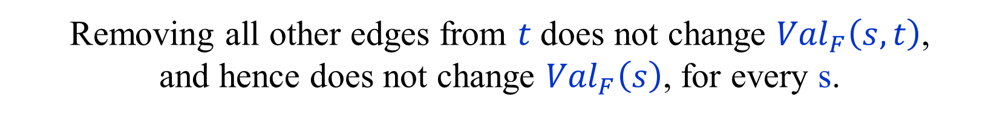 Removing all other edges from t does not change Val_F(s, t),
and hence does not change Val_F(s), for every s.